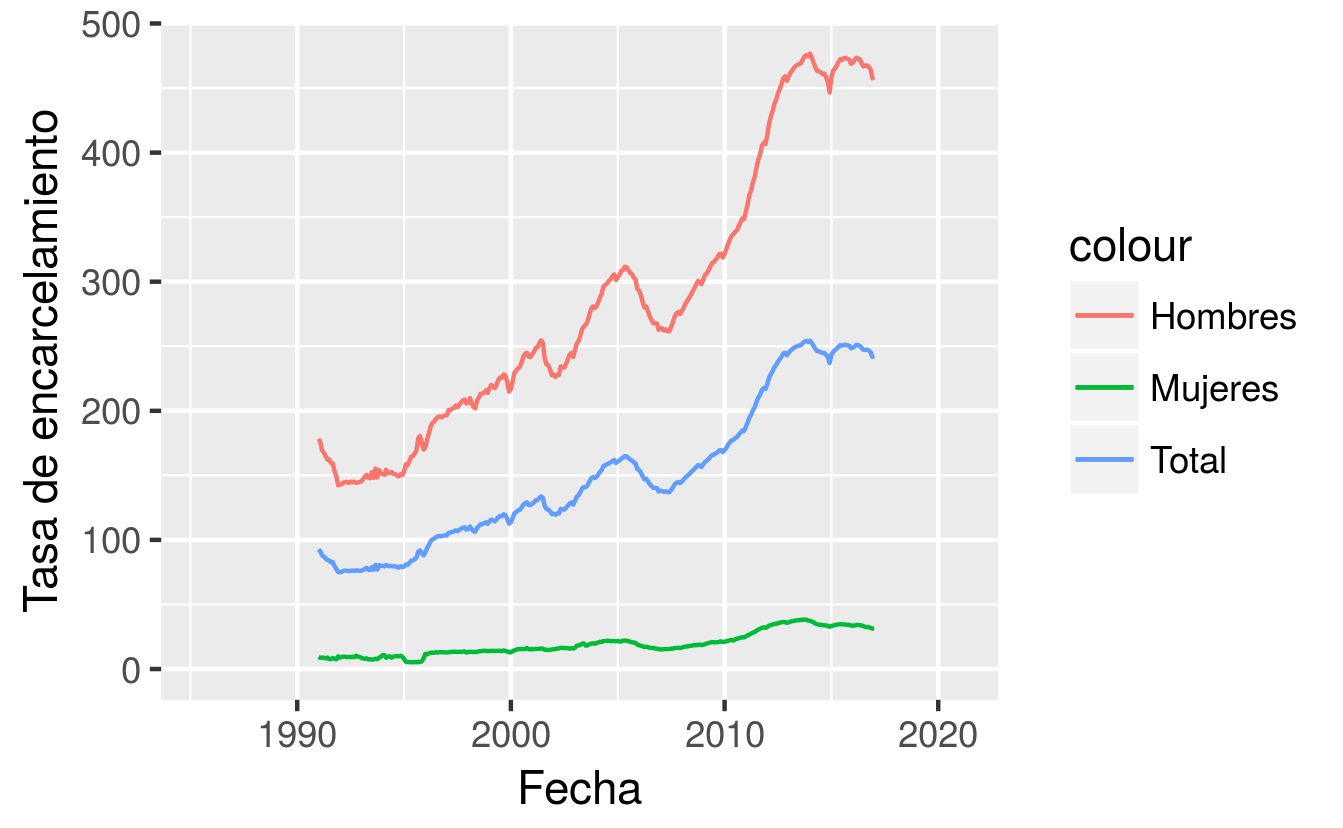 500
400
300
200
100
0
Tasa de encarcelamiento
1990 2000 2010 2020
Fecha
colour
Hombres
Mujeres
Total